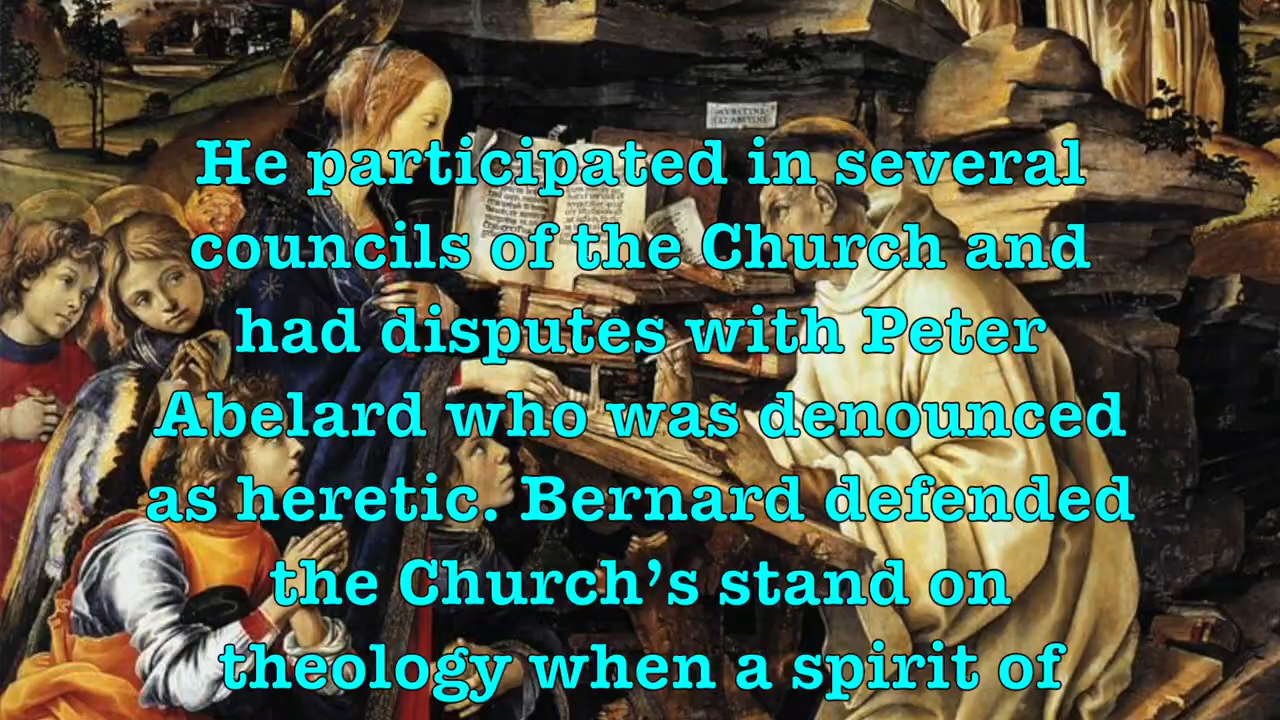 He participated in several
councils of the Church and
had disputes with Peter
Abelard who was denounced
as heretic. Bernard defended
the Church’s stand on
theology when a spirit of